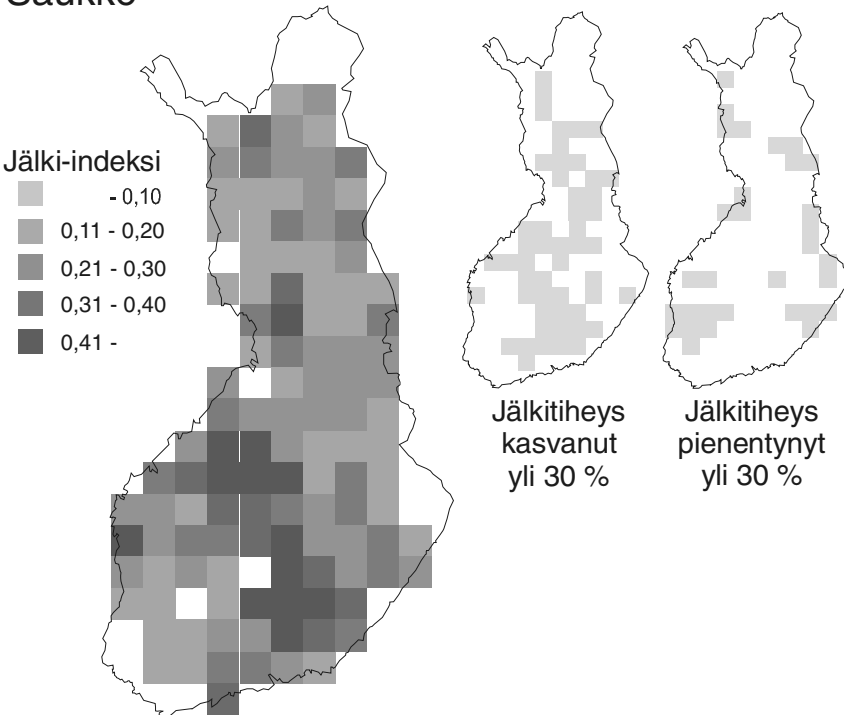 Saukko
Jälki-indeksi
- 0,10
0,11 - 0,20
0,21 - 0,30
0,31 - 0,40
0,41 -
Jälkitiheys
kasvanut
yli 30 %
Jälkitiheys
pienentynyt
yli 30 %